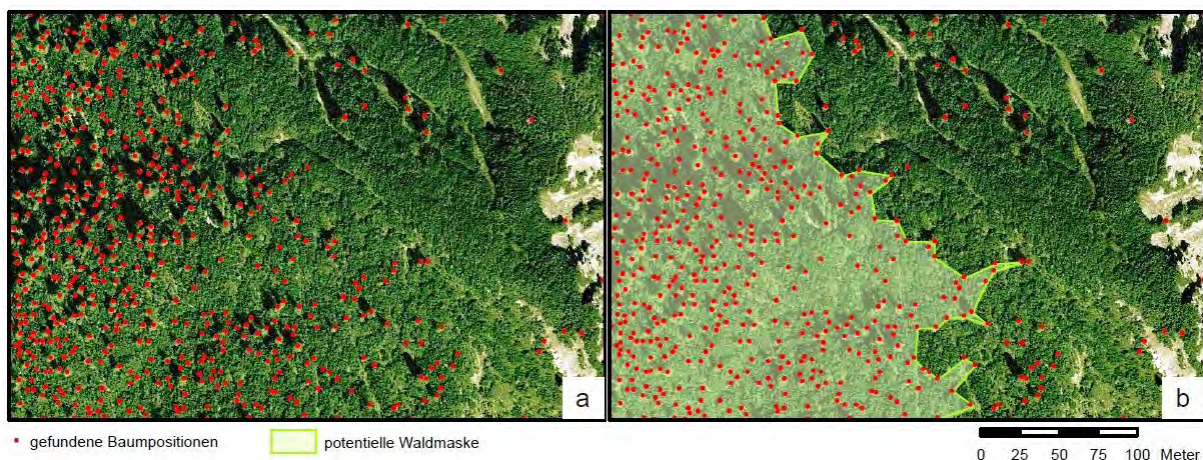 a
b
gefundene Baumpositionen
potentielle Waldmaske
0 25 50 75 100 Meter